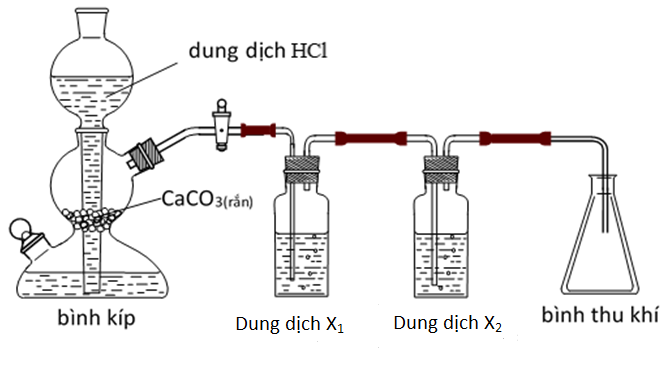 dung dịch HCl
CaCO₃(rắn)
bình kíp
Dung dịch X₁
Dung dịch X₂
bình thu khí